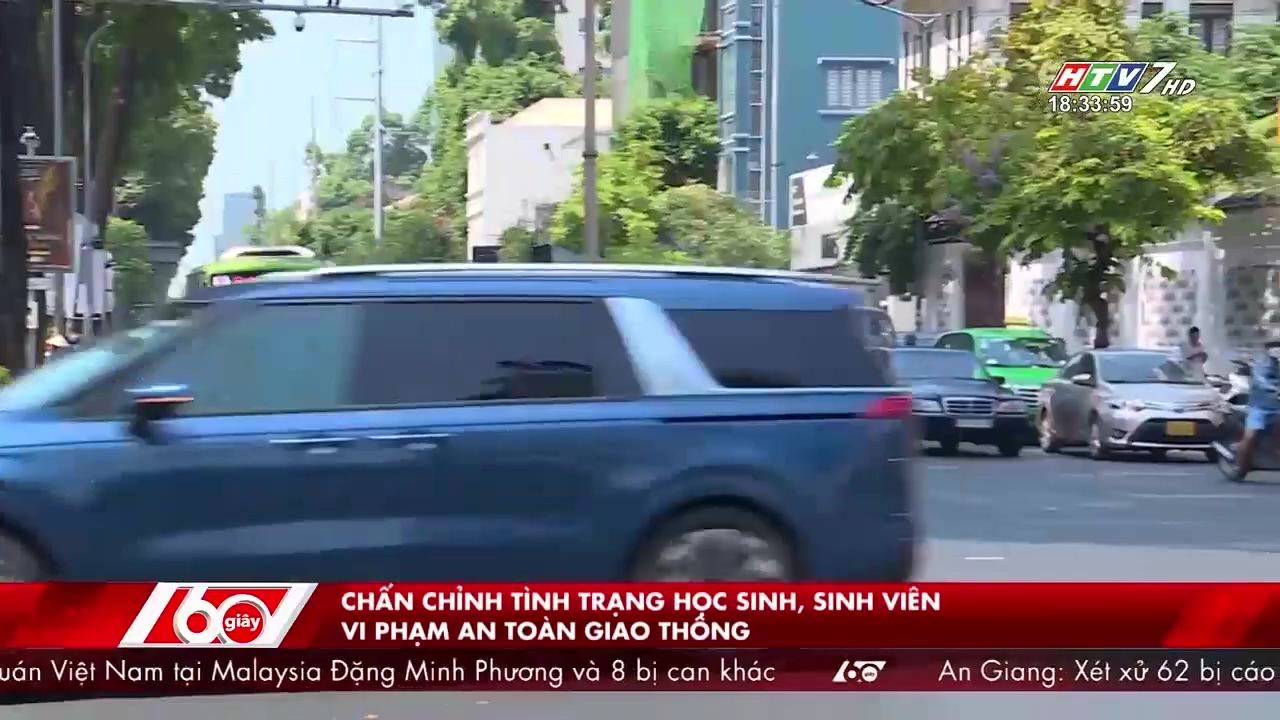 HTV7 HD
18:33:59
60 giây
CHẤN CHỈNH TÌNH TRẠNG HỌC SINH, SINH VIÊN
VI PHẠM AN TOÀN GIAO THÔNG
uán Việt Nam tại Malaysia Đặng Minh Phương và 8 bị can khác 60 giây An Giang: Xét xử 62 bị cáo